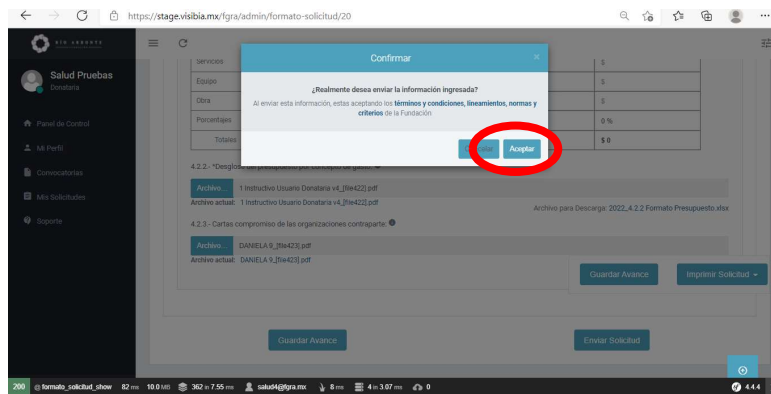 https://stage.visibia.mx/fgra/admin/formato-solicitud/20
RIO ARRONTE
Confirmar
×
Salud Pruebas
Donataria
Servicios
$
Equipo
$
Obra
$
Porcentajes
0 %
Totales
$ 0
¿Realmente desea enviar la información ingresada?
Al enviar esta información, estas aceptando los términos y condiciones, lineamientos, normas y
criterios de la Fundación
Cancelar
Aceptar
Panel de Control
Mi Perfil
Convocatorias
Mis Solicitudes
Soporte
4.2.2.- *Desglose del presupuesto por concepto de gasto.
Archivo...
1 Instructivo Usuario Donataria v4_[file422].pdf
Archivo actual: 1 Instructivo Usuario Donataria v4_[file422].pdf
Archivo para Descarga: 2022_4.2.2 Formato Presupuesto.xlsx
4.2.3 - Cartas compromiso de las organizaciones contraparte:
Archivo...
DANIELA 9_[file423].pdf
Archivo actual: DANIELA 9_[file423].pdf
Guardar Avance
Imprimir Solicitud
Guardar Avance
Enviar Solicitud
200 @ formato_solicitud_show 82 ms 10.0 MB 362 in 7.55 ms salud4@fgra.mx 8 ms 4 in 3.07 ms 0 4.4.4